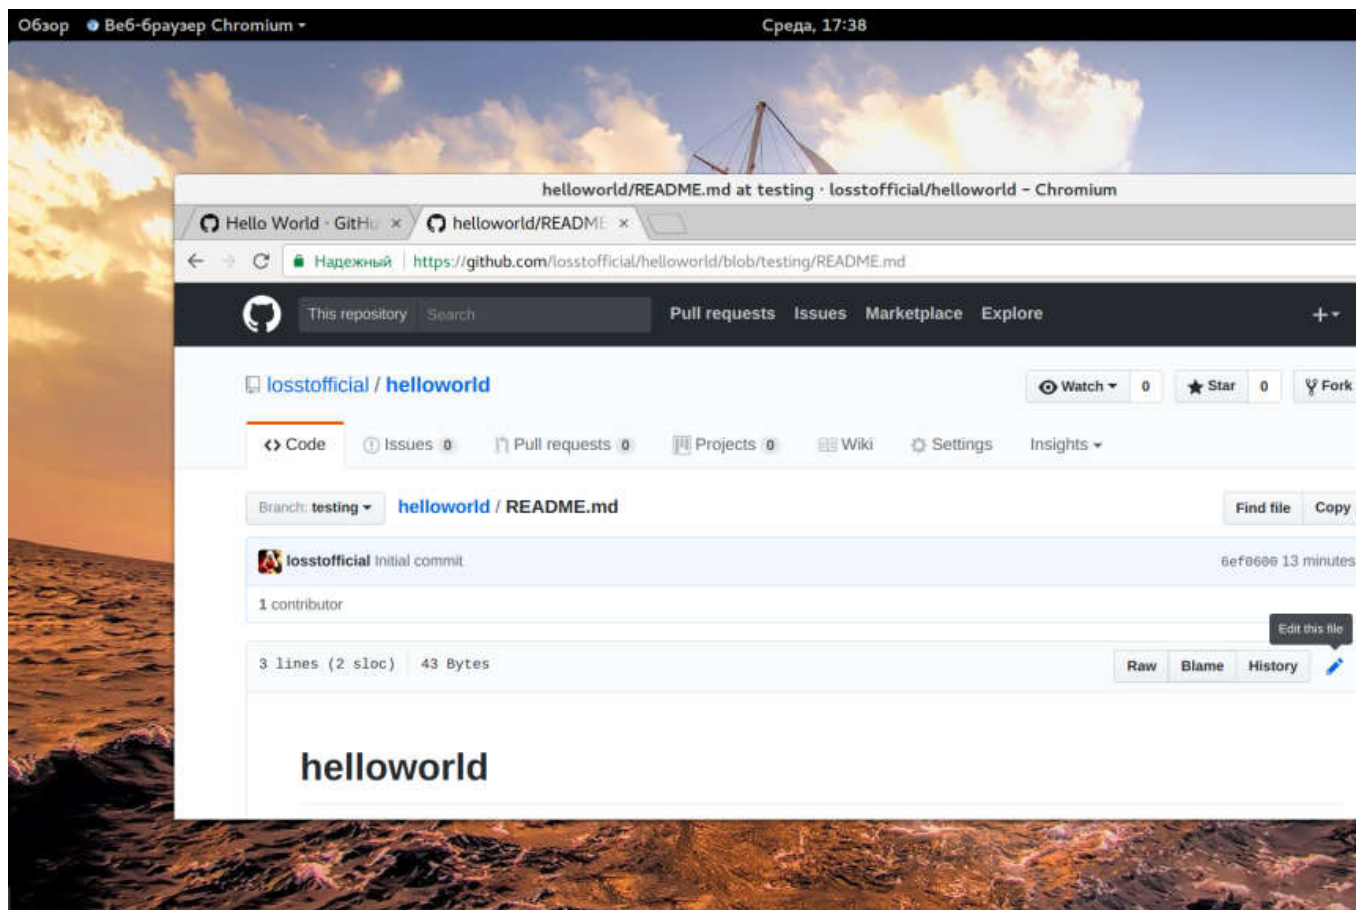 Обзор Веб-браузер Chromium Среда, 17:38
helloworld/README.md at testing · losstofficial/helloworld – Chromium
Hello World · GitHu × helloworld/README ×
Надежный https://github.com/losstofficial/helloworld/blob/testing/README.md
This repository Search Pull requests Issues Marketplace Explore
losstofficial / helloworld Watch 0 Star 0 Fork
Code Issues 0 Pull requests 0 Projects 0 Wiki Settings Insights
Branch: testing helloworld / README.md Find file Copy
losstofficial Initial commit 6ef0600 13 minutes
1 contributor
Edit this file
3 lines (2 sloc) 43 Bytes Raw Blame History
helloworld